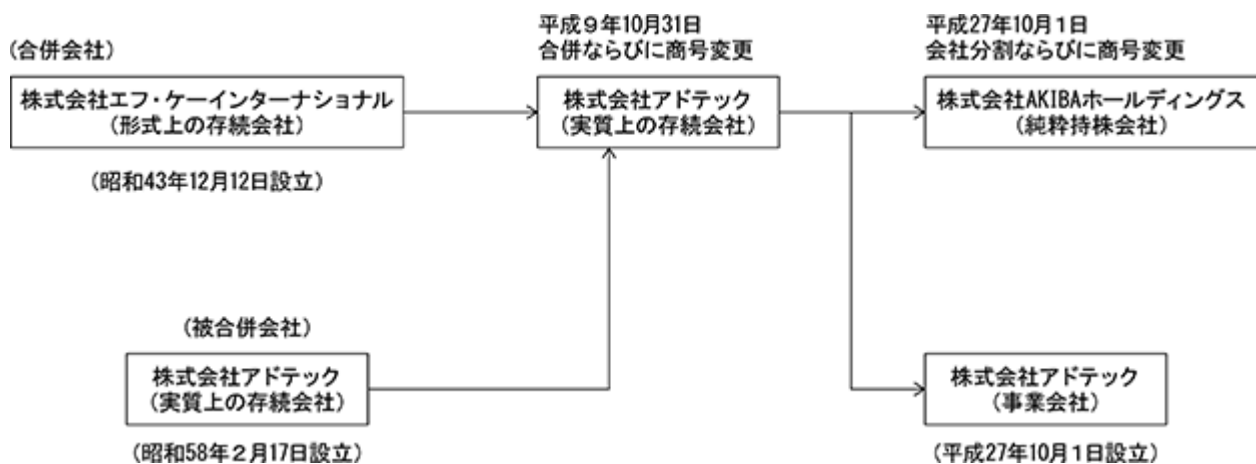 (合併会社)
株式会社エフ・ケーインターナショナル
(形式上の存続会社)
(昭和43年12月12日設立)
平成９年10月31日
合併ならびに商号変更
株式会社アドテック
(実質上の存続会社)
平成27年10月１日
会社分割ならびに商号変更
株式会社AKIBAホールディングス
(純粋持株会社)
(被合併会社)
株式会社アドテック
(実質上の存続会社)
(昭和58年２月17日設立)
株式会社アドテック
(事業会社)
(平成27年10月１日設立)